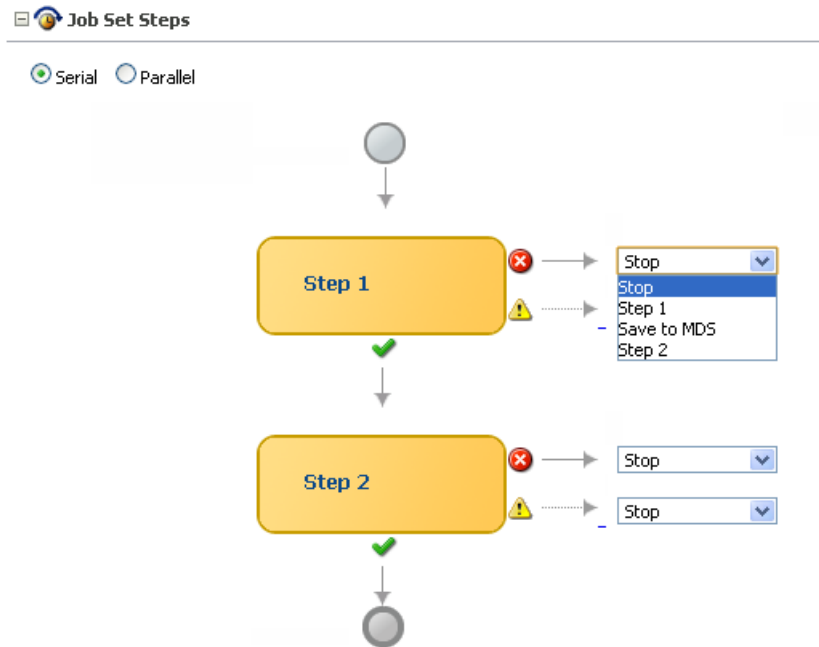 Job Set Steps
Serial Parallel
Step 1
Stop
Stop
Step 1
Save to MDS
Step 2
Step 2
Stop
Stop